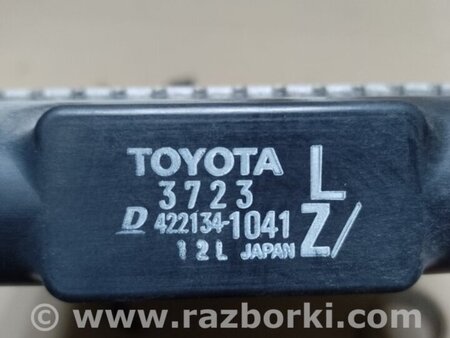 TOYOTA
3723 L
D 422134-1041 Z/
12L JAPAN
© www.razborki.com